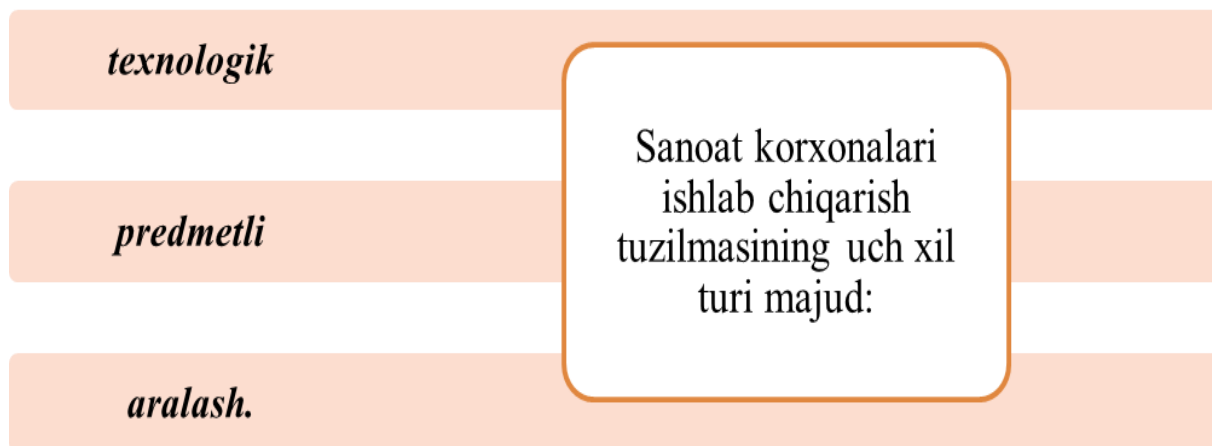 texnologik
Sanoat korxonalari
ishlab chiqarish
tuzilmasining uch xil
turi majud:
predmetli
aralash.